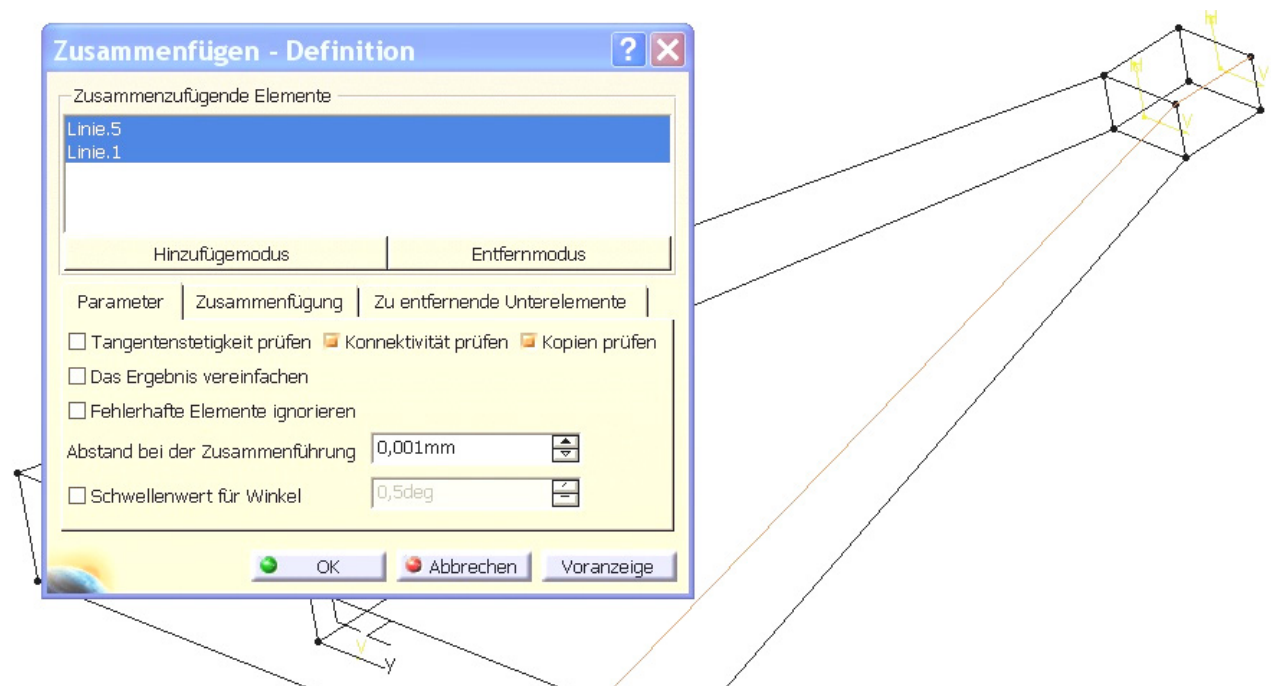 Zusammenfügen - Definition
Zusammenzufügende Elemente
Linie.5
Linie.1
Hinzufügemodus Entfernmodus
Parameter Zusammenfügung Zu entfernende Unterelemente
Tangentenstetigkeit prüfen Konnektivität prüfen Kopien prüfen
Das Ergebnis vereinfachen
Fehlerhafte Elemente ignorieren
Abstand bei der Zusammenführung 0,001mm
Schwellenwert für Winkel 0,5deg
OK Abbrechen Voranzeige
H
V
H
V
V
y